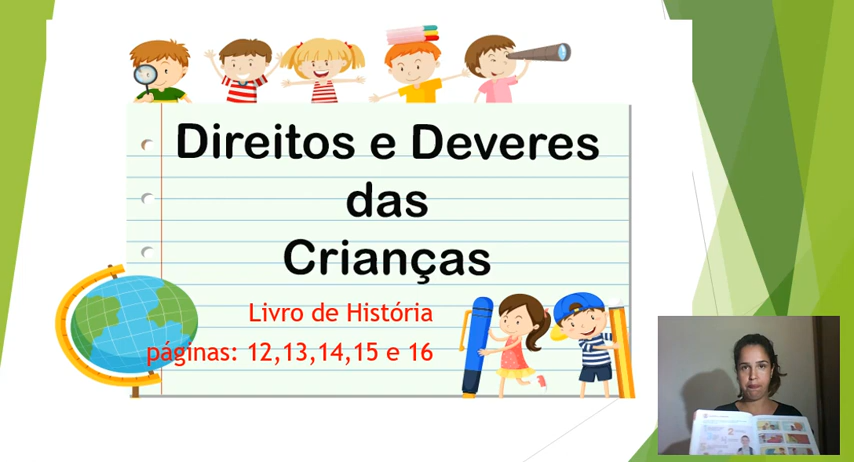 Direitos e Deveres
das
Crianças
Livro de História
páginas: 12,13,14,15 e 16